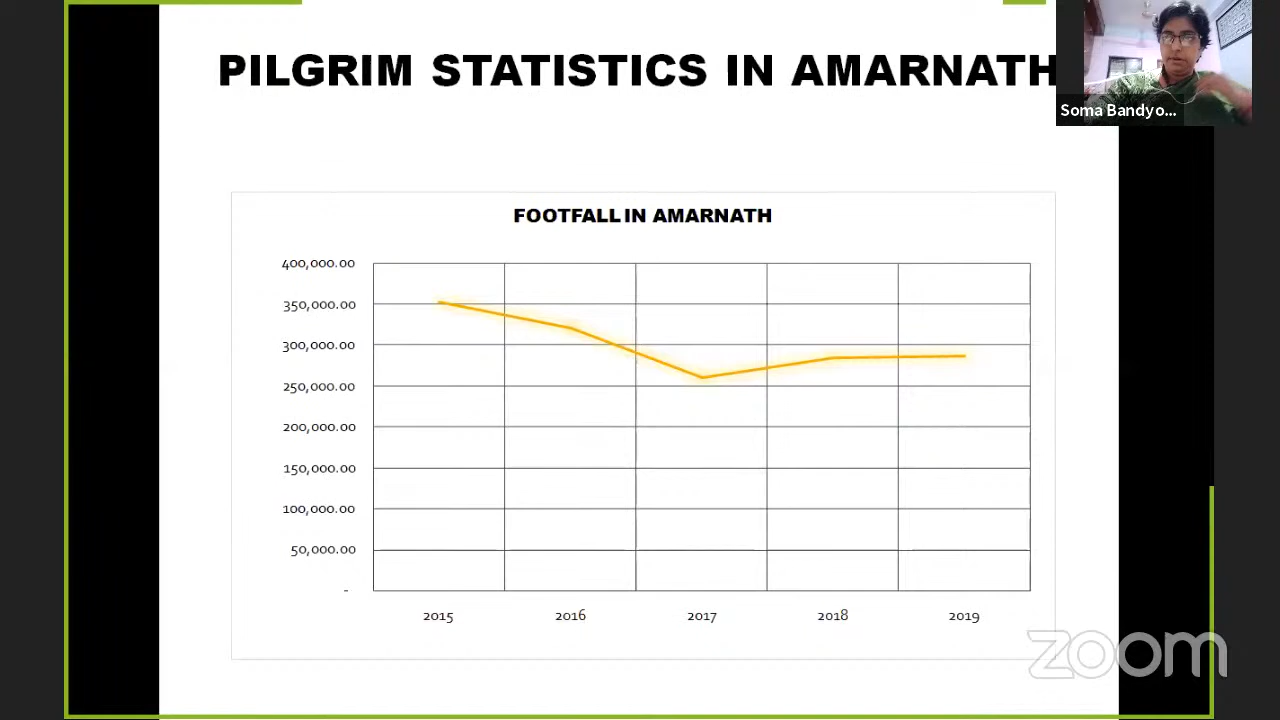 PILGRIM STATISTICS IN AMARNATH
Soma Bandyo...
FOOTFALL IN AMARNATH
400,000.00
350,000.00
300,000.00
250,000.00
200,000.00
150,000.00
100,000.00
50,000.00
-
2015 2016 2017 2018 2019
zoom